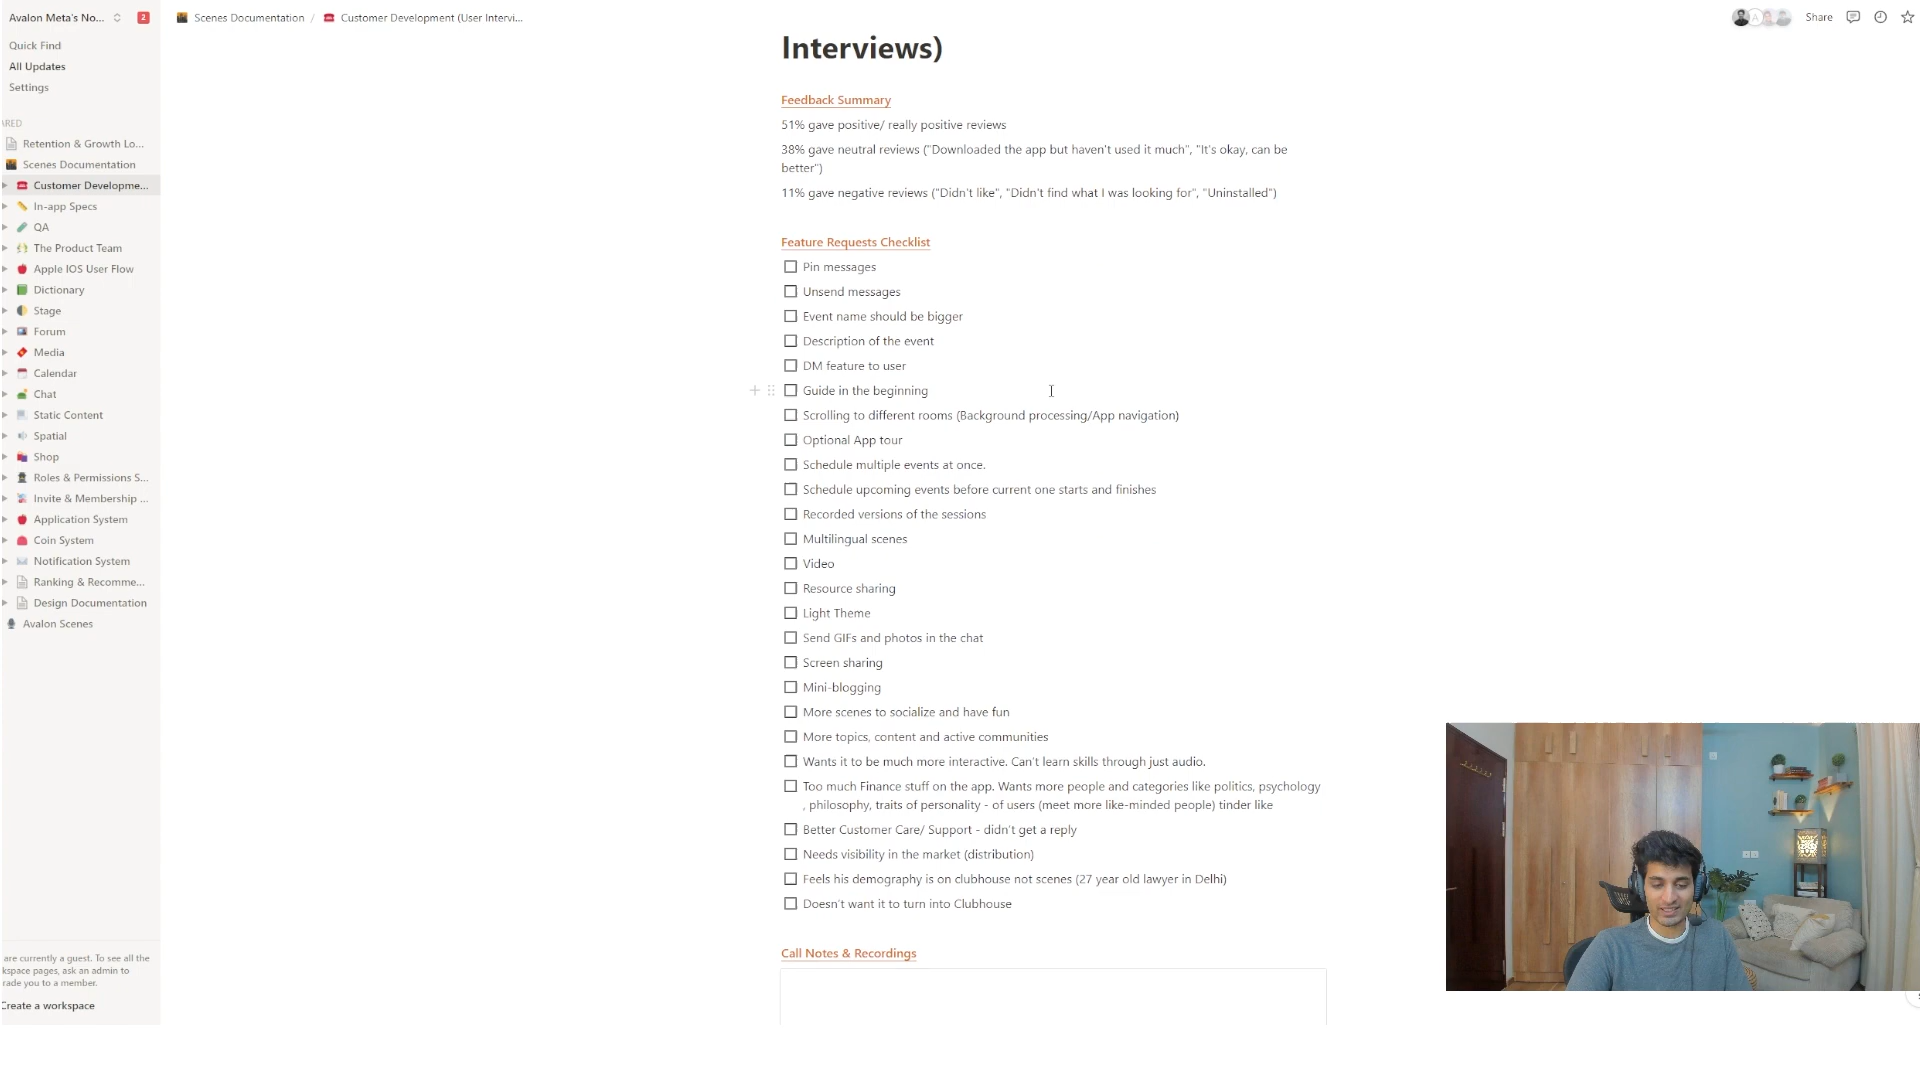 Avalon Meta's No...
2
Scenes Documentation / Customer Development (User Intervi...
Share
Quick Find
All Updates
Settings
ARED
Retention & Growth Lo...
Scenes Documentation
Customer Developme...
In-app Specs
QA
The Product Team
Apple IOS User Flow
Dictionary
Stage
Forum
Media
Calendar
Chat
Static Content
Spatial
Shop
Roles & Permissions S...
Invite & Membership ...
Application System
Coin System
Notification System
Ranking & Recomme...
Design Documentation
Avalon Scenes
are currently a guest. To see all the
kspace pages, ask an admin to
rade you to a member.
Create a workspace
Interviews)
Feedback Summary
51% gave positive/ really positive reviews
38% gave neutral reviews ("Downloaded the app but haven't used it much", "It's okay, can be
better")
11% gave negative reviews ("Didn't like", "Didn't find what I was looking for", "Uninstalled")
Feature Requests Checklist
Pin messages
Unsend messages
Event name should be bigger
Description of the event
DM feature to user
Guide in the beginning
Scrolling to different rooms (Background processing/App navigation)
Optional App tour
Schedule multiple events at once.
Schedule upcoming events before current one starts and finishes
Recorded versions of the sessions
Multilingual scenes
Video
Resource sharing
Light Theme
Send GIFs and photos in the chat
Screen sharing
Mini-blogging
More scenes to socialize and have fun
More topics, content and active communities
Wants it to be much more interactive. Can't learn skills through just audio.
Too much Finance stuff on the app. Wants more people and categories like politics, psychology
, philosophy, traits of personality - of users (meet more like-minded people) tinder like
Better Customer Care/ Support - didn't get a reply
Needs visibility in the market (distribution)
Feels his demography is on clubhouse not scenes (27 year old lawyer in Delhi)
Doesn't want it to turn into Clubhouse
Call Notes & Recordings